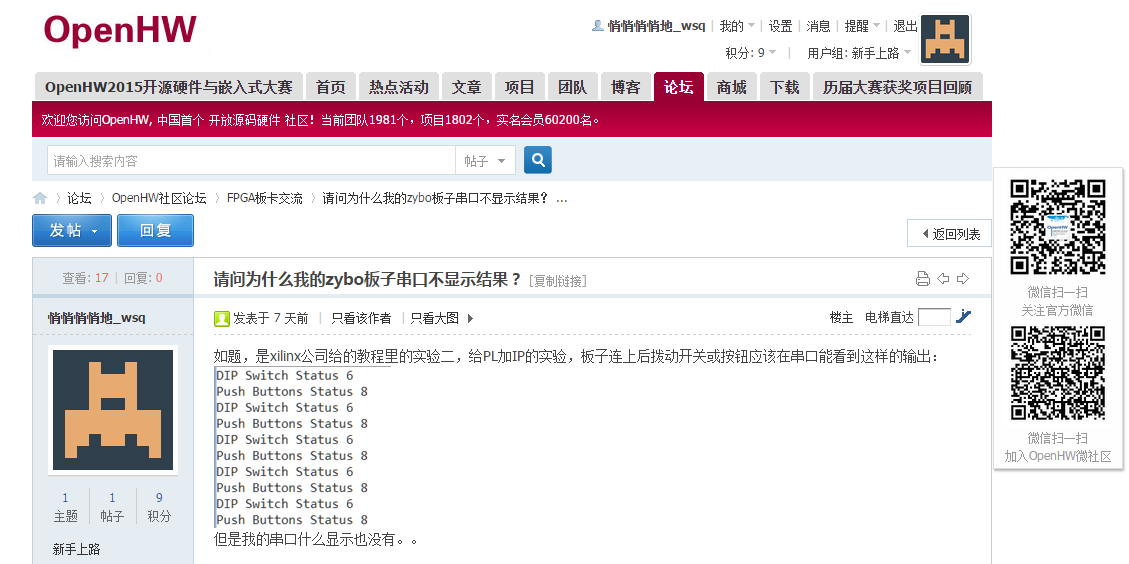 OpenHW
悄悄悄悄地_wsq 我的 设置 消息 提醒 退出
积分: 9 用户组: 新手上路
OpenHW2015开源硬件与嵌入式大赛 首页 热点活动 文章 项目 团队 博客 论坛 商城 下载 历届大赛获奖项目回顾
欢迎您访问OpenHW, 中国首个 开放源码硬件 社区！当前团队1981个，项目1802个，实名会员60200名。
请输入搜索内容 帖子
论坛 OpenHW社区论坛 FPGA板卡交流 请问为什么我的zybo板子串口不显示结果？ ...
发帖 回复
返回列表
查看: 17 回复: 0
请问为什么我的zybo板子串口不显示结果？ [复制链接]
悄悄悄悄地_wsq
发表于 7 天前 只看该作者 只看大图
楼主 电梯直达
如题，是xilinx公司给的教程里的实验二，给PL加IP的实验，板子连上后拨动开关或按钮应该在串口能看到这样的输出：
DIP Switch Status 6
Push Buttons Status 8
DIP Switch Status 6
Push Buttons Status 8
DIP Switch Status 6
Push Buttons Status 8
DIP Switch Status 6
Push Buttons Status 8
DIP Switch Status 6
Push Buttons Status 8
但是我的串口什么显示也没有。。
1 1 9
主题 帖子 积分
新手上路
OpenHW
微信扫一扫
关注官方微信
微信扫一扫
加入OpenHW微社区